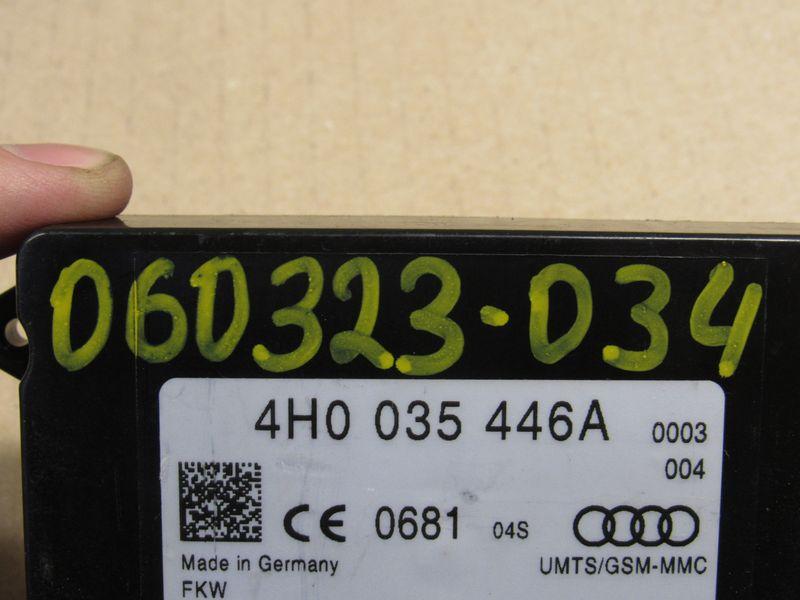 060323-034
4H0 035 446A 0003
004
CE 0681 04S
Made in Germany UMTS/GSM-MMC
FKW